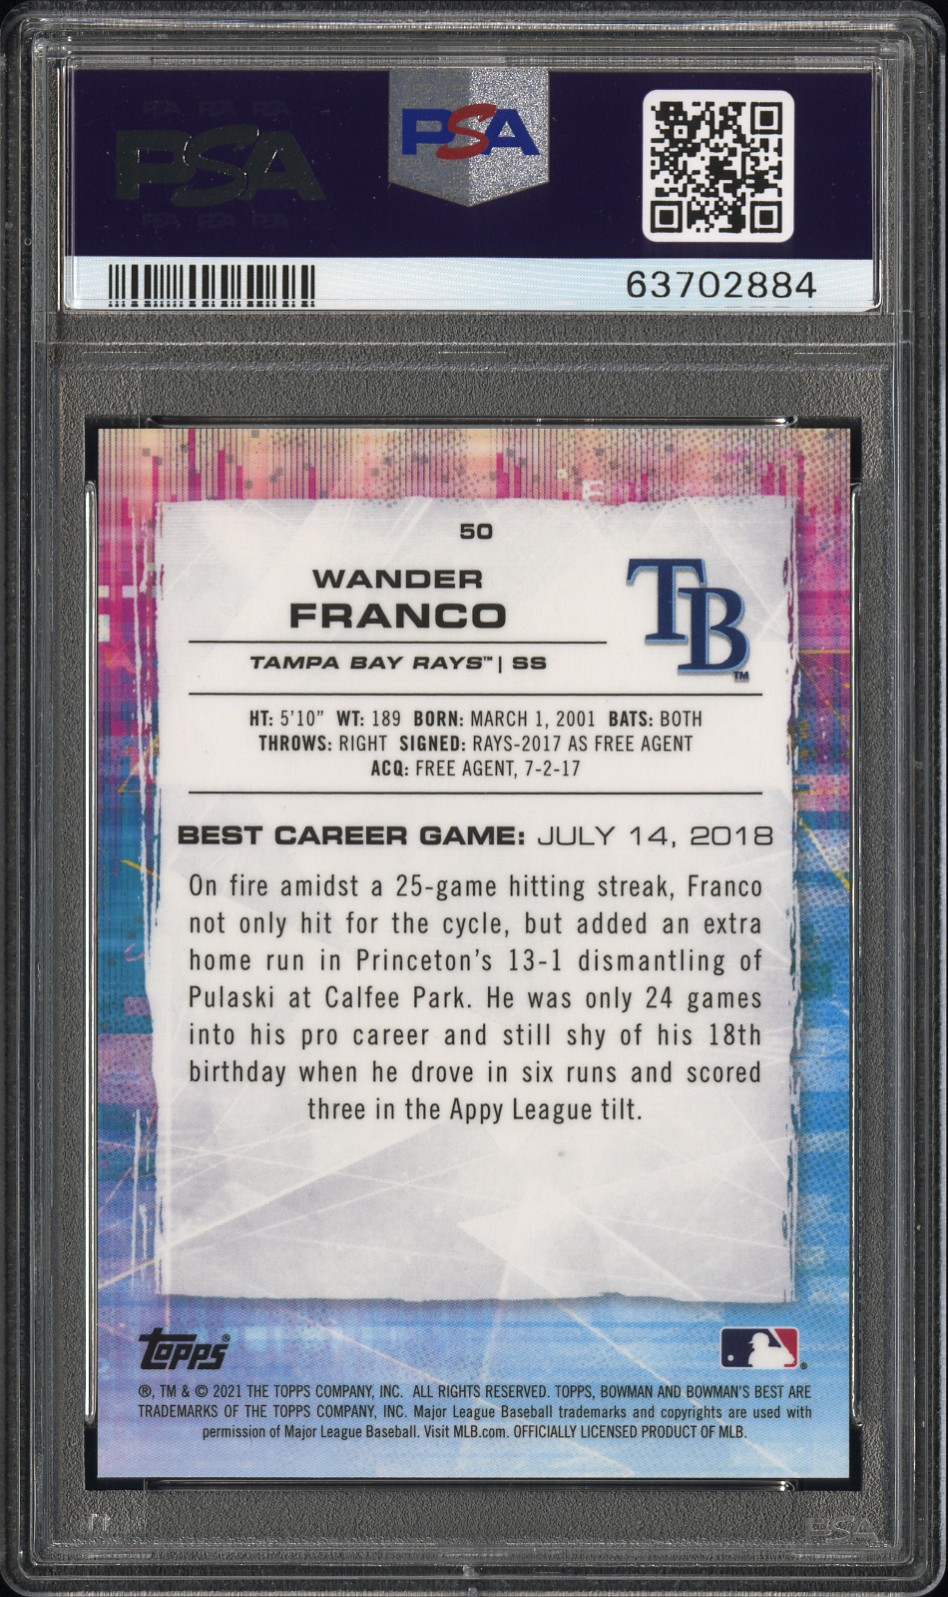 PSA PSA PSA
PSA
PSA PSA PSA
PSA
63702884
50
WANDER
FRANCO
TAMPA BAY RAYS™ | SS
TB
TM
HT: 5'10" WT: 189 BORN: MARCH 1, 2001 BATS: BOTH
THROWS: RIGHT SIGNED: RAYS-2017 AS FREE AGENT
ACQ: FREE AGENT, 7-2-17
BEST CAREER GAME: JULY 14, 2018
On fire amidst a 25-game hitting streak, Franco
not only hit for the cycle, but added an extra
home run in Princeton's 13-1 dismantling of
Pulaski at Calfee Park. He was only 24 games
into his pro career and still shy of his 18th
birthday when he drove in six runs and scored
three in the Appy League tilt.
topps®
®, TM & © 2021 THE TOPPS COMPANY, INC. ALL RIGHTS RESERVED. TOPPS, BOWMAN AND BOWMAN'S BEST ARE
TRADEMARKS OF THE TOPPS COMPANY, INC. Major League Baseball trademarks and copyrights are used with
permission of Major League Baseball. Visit MLB.com. OFFICIALLY LICENSED PRODUCT OF MLB.
PSA